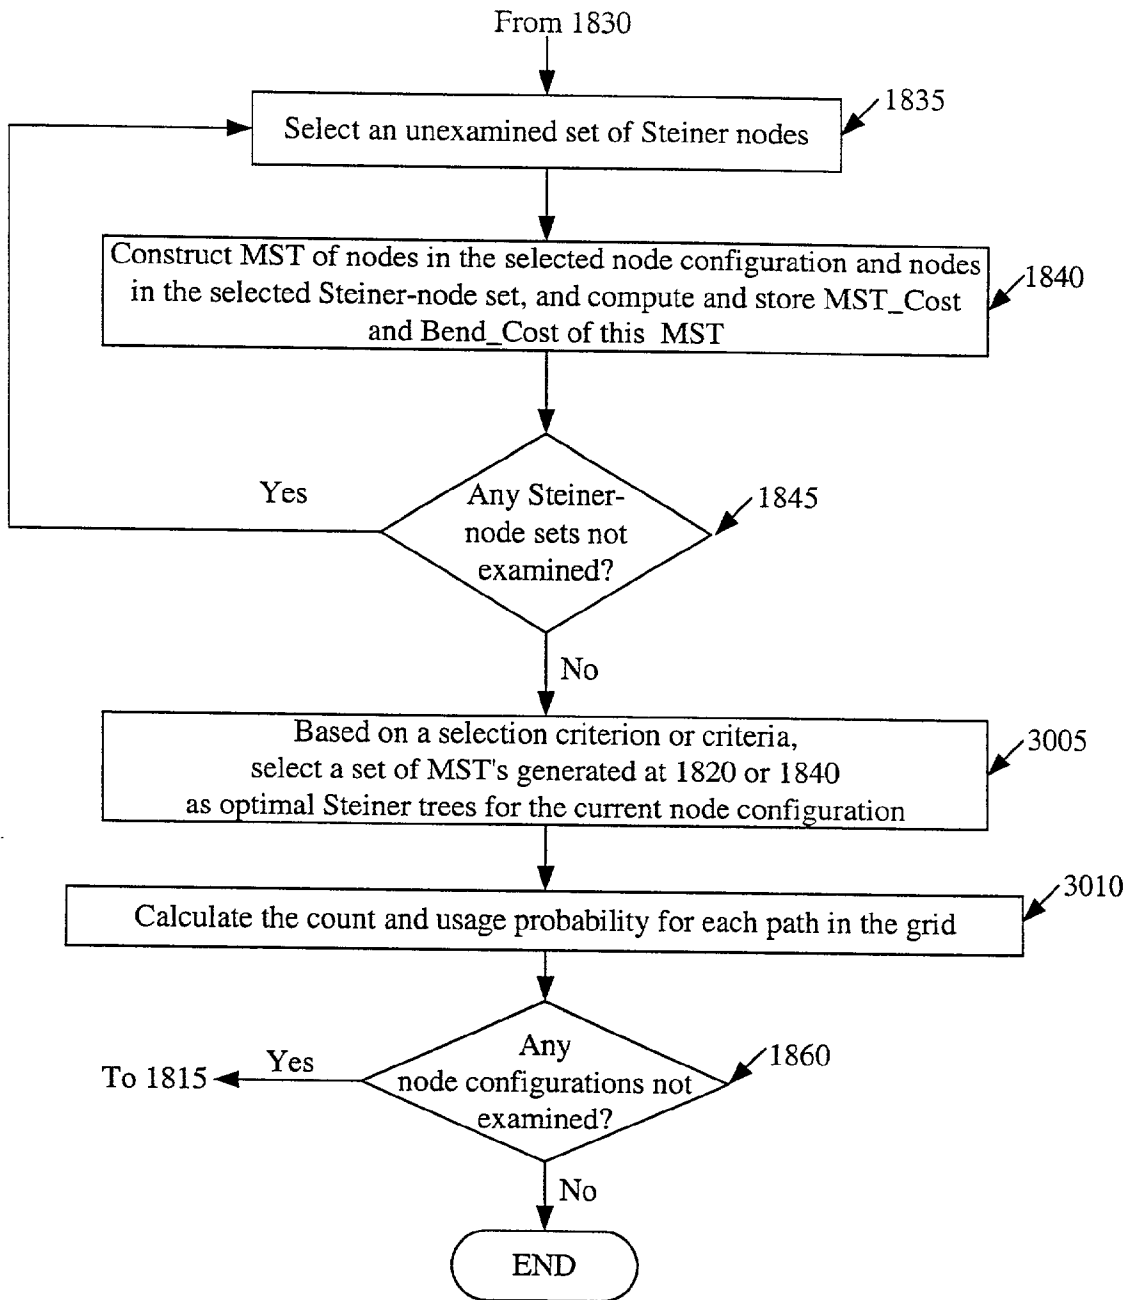 From 1830
1835
Select an unexamined set of Steiner nodes
Construct MST of nodes in the selected node configuration and nodes
in the selected Steiner-node set, and compute and store MST_Cost
and Bend_Cost of this MST
1840
Yes
Any Steiner-
node sets not
examined?
1845
No
Based on a selection criterion or criteria,
select a set of MST's generated at 1820 or 1840
as optimal Steiner trees for the current node configuration
3005
Calculate the count and usage probability for each path in the grid
3010
To 1815
Yes
Any
node configurations not
examined?
1860
No
END